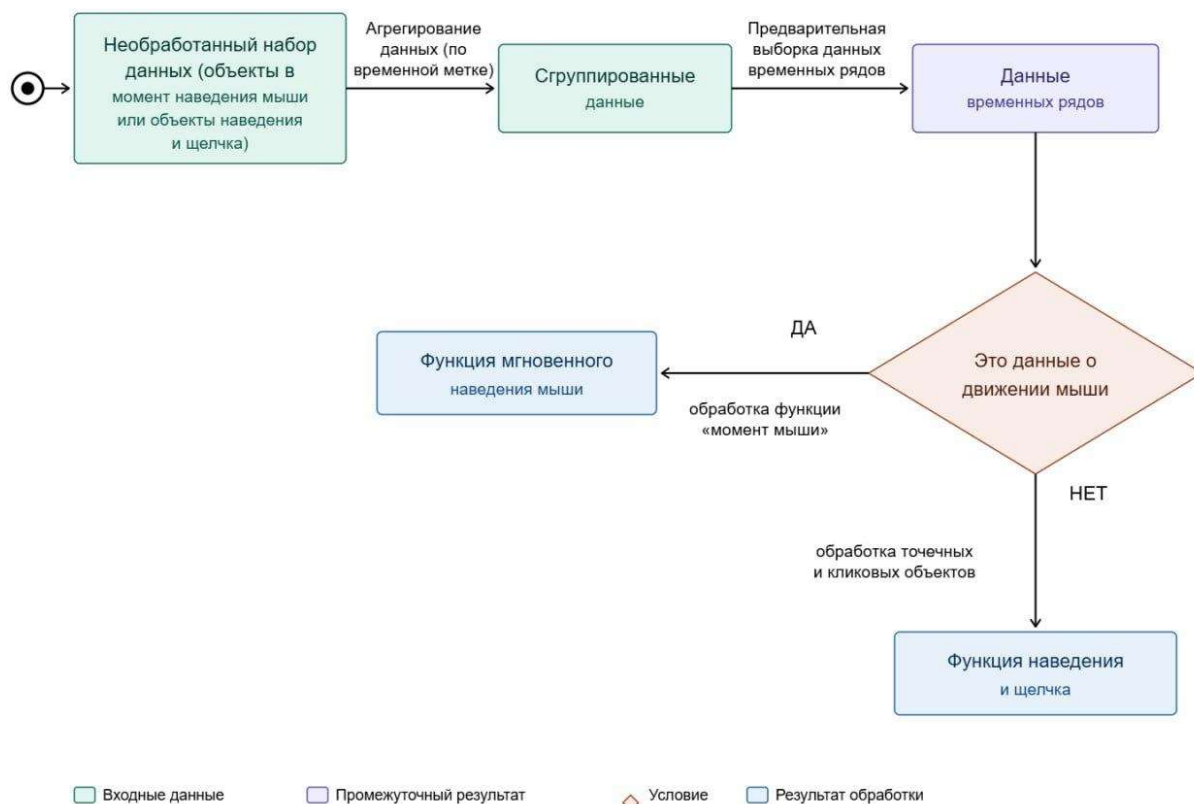 Необработанный набор
данных (объекты в
момент наведения мыши
или объекты наведения
и щелчка)
Агрегирование
данных (по
временной метке)
Сгруппированные
данные
Предварительная
выборка данных
временных рядов
Данные
временных рядов
Это данные о
движении мыши
ДА
Функция мгновенного
наведения мыши
обработка функции
«момент мыши»
НЕТ
обработка точечных
и кликовых объектов
Функция наведения
и щелчка
Входные данные
Промежуточный результат
Условие
Результат обработки